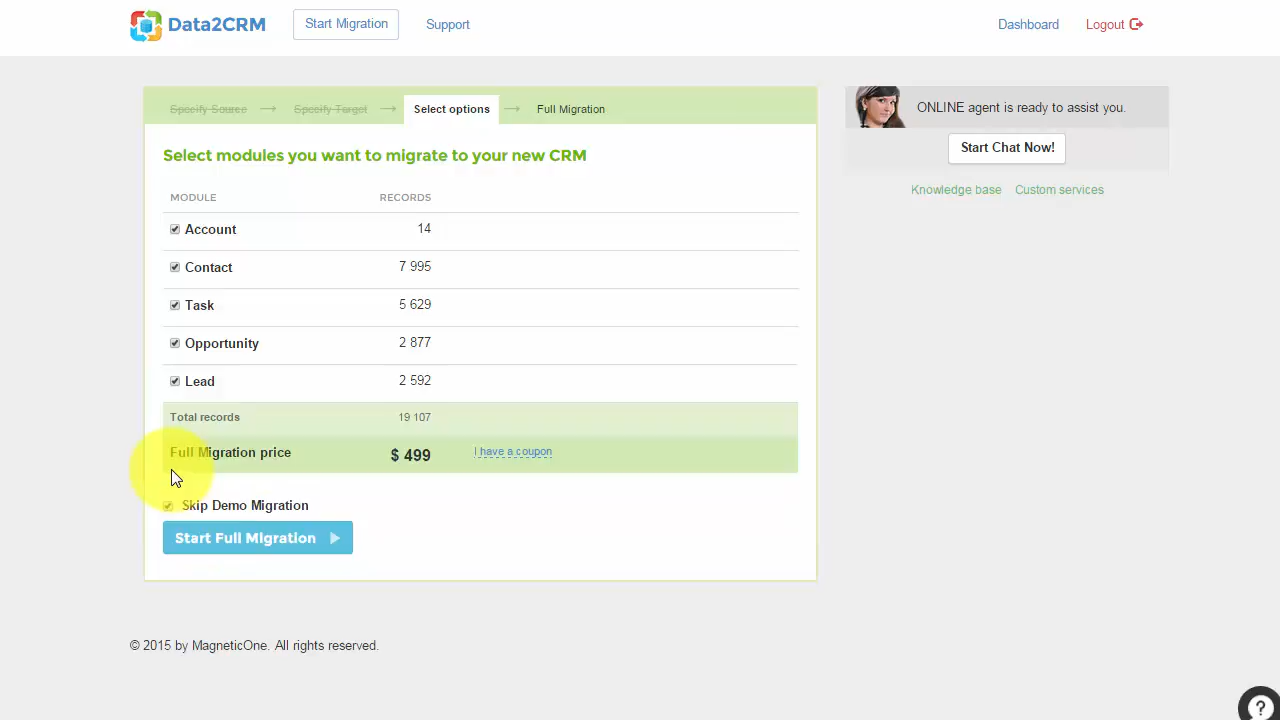 Data2CRM Start Migration Support Dashboard Logout
Specify Source → Specify Target → Select options → Full Migration
ONLINE agent is ready to assist you.
Start Chat Now!
Knowledge base Custom services
Select modules you want to migrate to your new CRM
MODULE RECORDS
Account 14
Contact 7 995
Task 5 629
Opportunity 2 877
Lead 2 592
Total records 19 107
Full Migration price $ 499 I have a coupon
Skip Demo Migration
Start Full Migration
© 2015 by MagneticOne. All rights reserved.
?